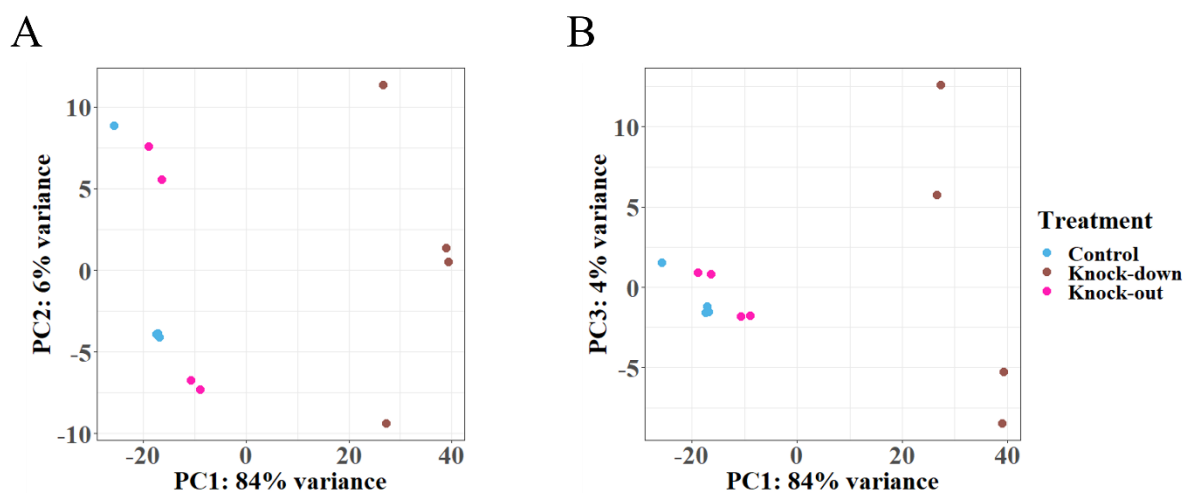 A
B
10
5
0
-5
-10
PC2: 6% variance
-20
0
20
40
PC1: 84% variance
10
5
0
-5
PC3: 4% variance
-20
0
20
40
PC1: 84% variance
Treatment
Control
Knock-down
Knock-out